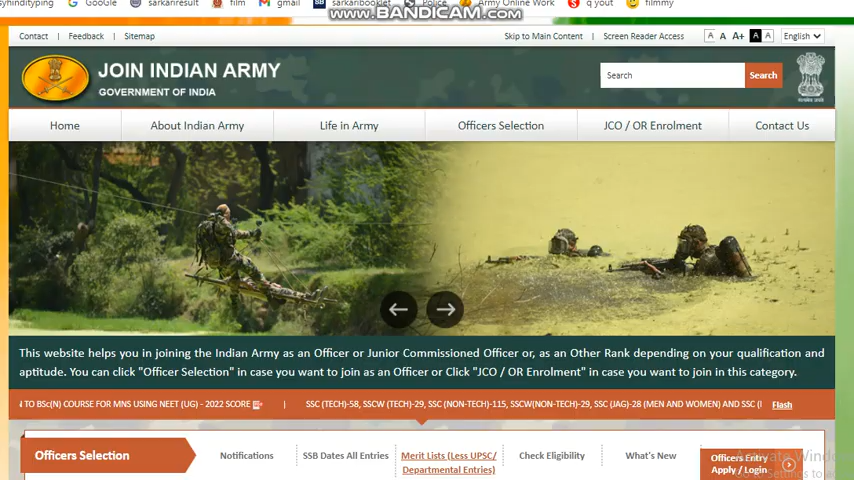 syhindityping GooGle sarkariresult film gmail sarkaribooklet Police Army Online Work q yout filmmy
www.BANDICAM.com
Contact | Feedback | Sitemap Skip to Main Content | Screen Reader Access A A A+ A A English
JOIN INDIAN ARMY
GOVERNMENT OF INDIA
Search Search
Home About Indian Army Life in Army Officers Selection JCO / OR Enrolment Contact Us
This website helps you in joining the Indian Army as an Officer or Junior Commissioned Officer or, as an Other Rank depending on your qualification and
aptitude. You can click "Officer Selection" in case you want to join as an Officer or Click "JCO / OR Enrolment" in case you want to join in this category.
TO BSc(N) COURSE FOR MNS USING NEET (UG) - 2022 SCORE | SSC (TECH)-58, SSCW (TECH)-29, SSC (NON-TECH)-115, SSCW(NON-TECH)-29, SSC (JAG)-28 (MEN AND WOMEN) AND SSC Flash
Officers Selection Notifications SSB Dates All Entries Merit Lists (Less UPSC/ Check Eligibility What's New Officers Entry
Departmental Entries) Apply / Login
Activate Windows
Go to Settings to